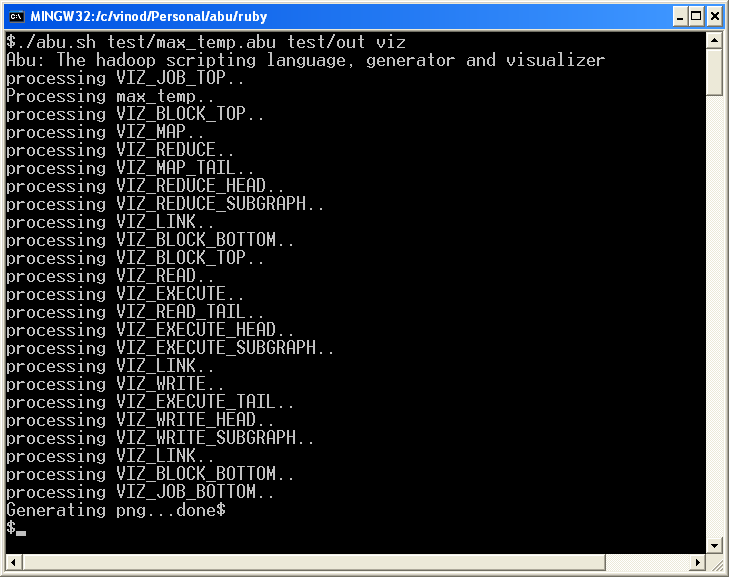 MINGW32:/c/vinod/Personal/abu/ruby
$./abu.sh test/max_temp.abu test/out viz
Abu: The hadoop scripting language, generator and visualizer
processing VIZ_JOB_TOP..
Processing max_temp..
processing VIZ_BLOCK_TOP..
processing VIZ_MAP..
processing VIZ_REDUCE..
processing VIZ_MAP_TAIL..
processing VIZ_REDUCE_HEAD..
processing VIZ_REDUCE_SUBGRAPH..
processing VIZ_LINK..
processing VIZ_BLOCK_BOTTOM..
processing VIZ_BLOCK_TOP..
processing VIZ_READ..
processing VIZ_EXECUTE..
processing VIZ_READ_TAIL..
processing VIZ_EXECUTE_HEAD..
processing VIZ_EXECUTE_SUBGRAPH..
processing VIZ_LINK..
processing VIZ_WRITE..
processing VIZ_EXECUTE_TAIL..
processing VIZ_WRITE_HEAD..
processing VIZ_WRITE_SUBGRAPH..
processing VIZ_LINK..
processing VIZ_BLOCK_BOTTOM..
processing VIZ_JOB_BOTTOM..
Generating png...done$
$_